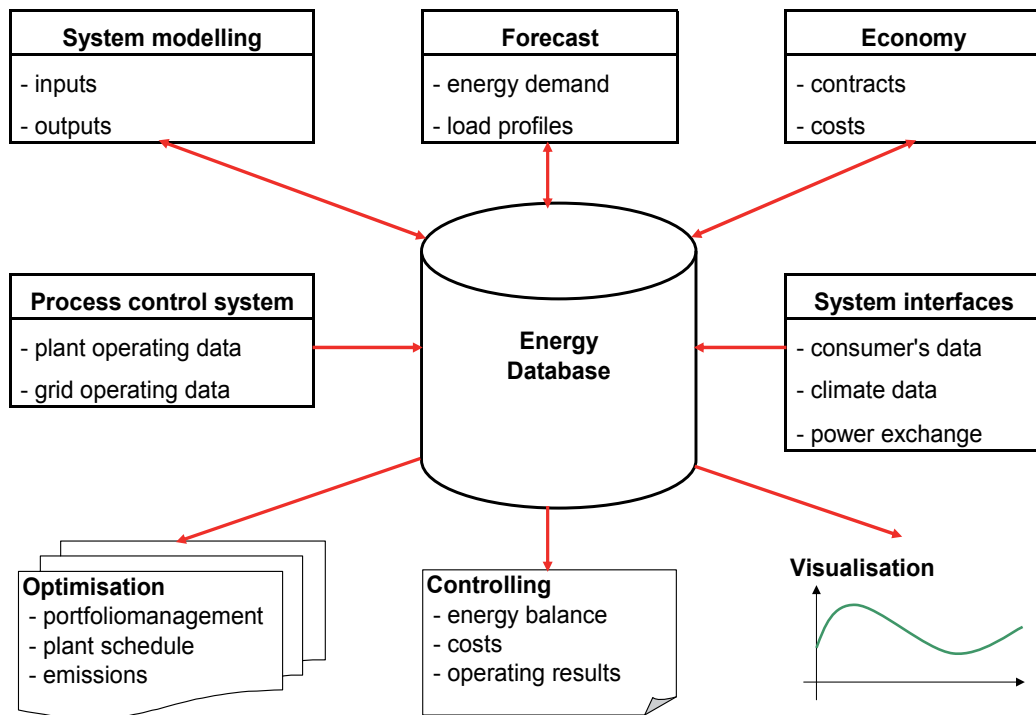 System modelling
- inputs
- outputs
Forecast
- energy demand
- load profiles
Economy
- contracts
- costs
Process control system
- plant operating data
- grid operating data
Energy
Database
System interfaces
- consumer's data
- climate data
- power exchange
Optimisation
- portfoliomanagement
- plant schedule
- emissions
Controlling
- energy balance
- costs
- operating results
Visualisation